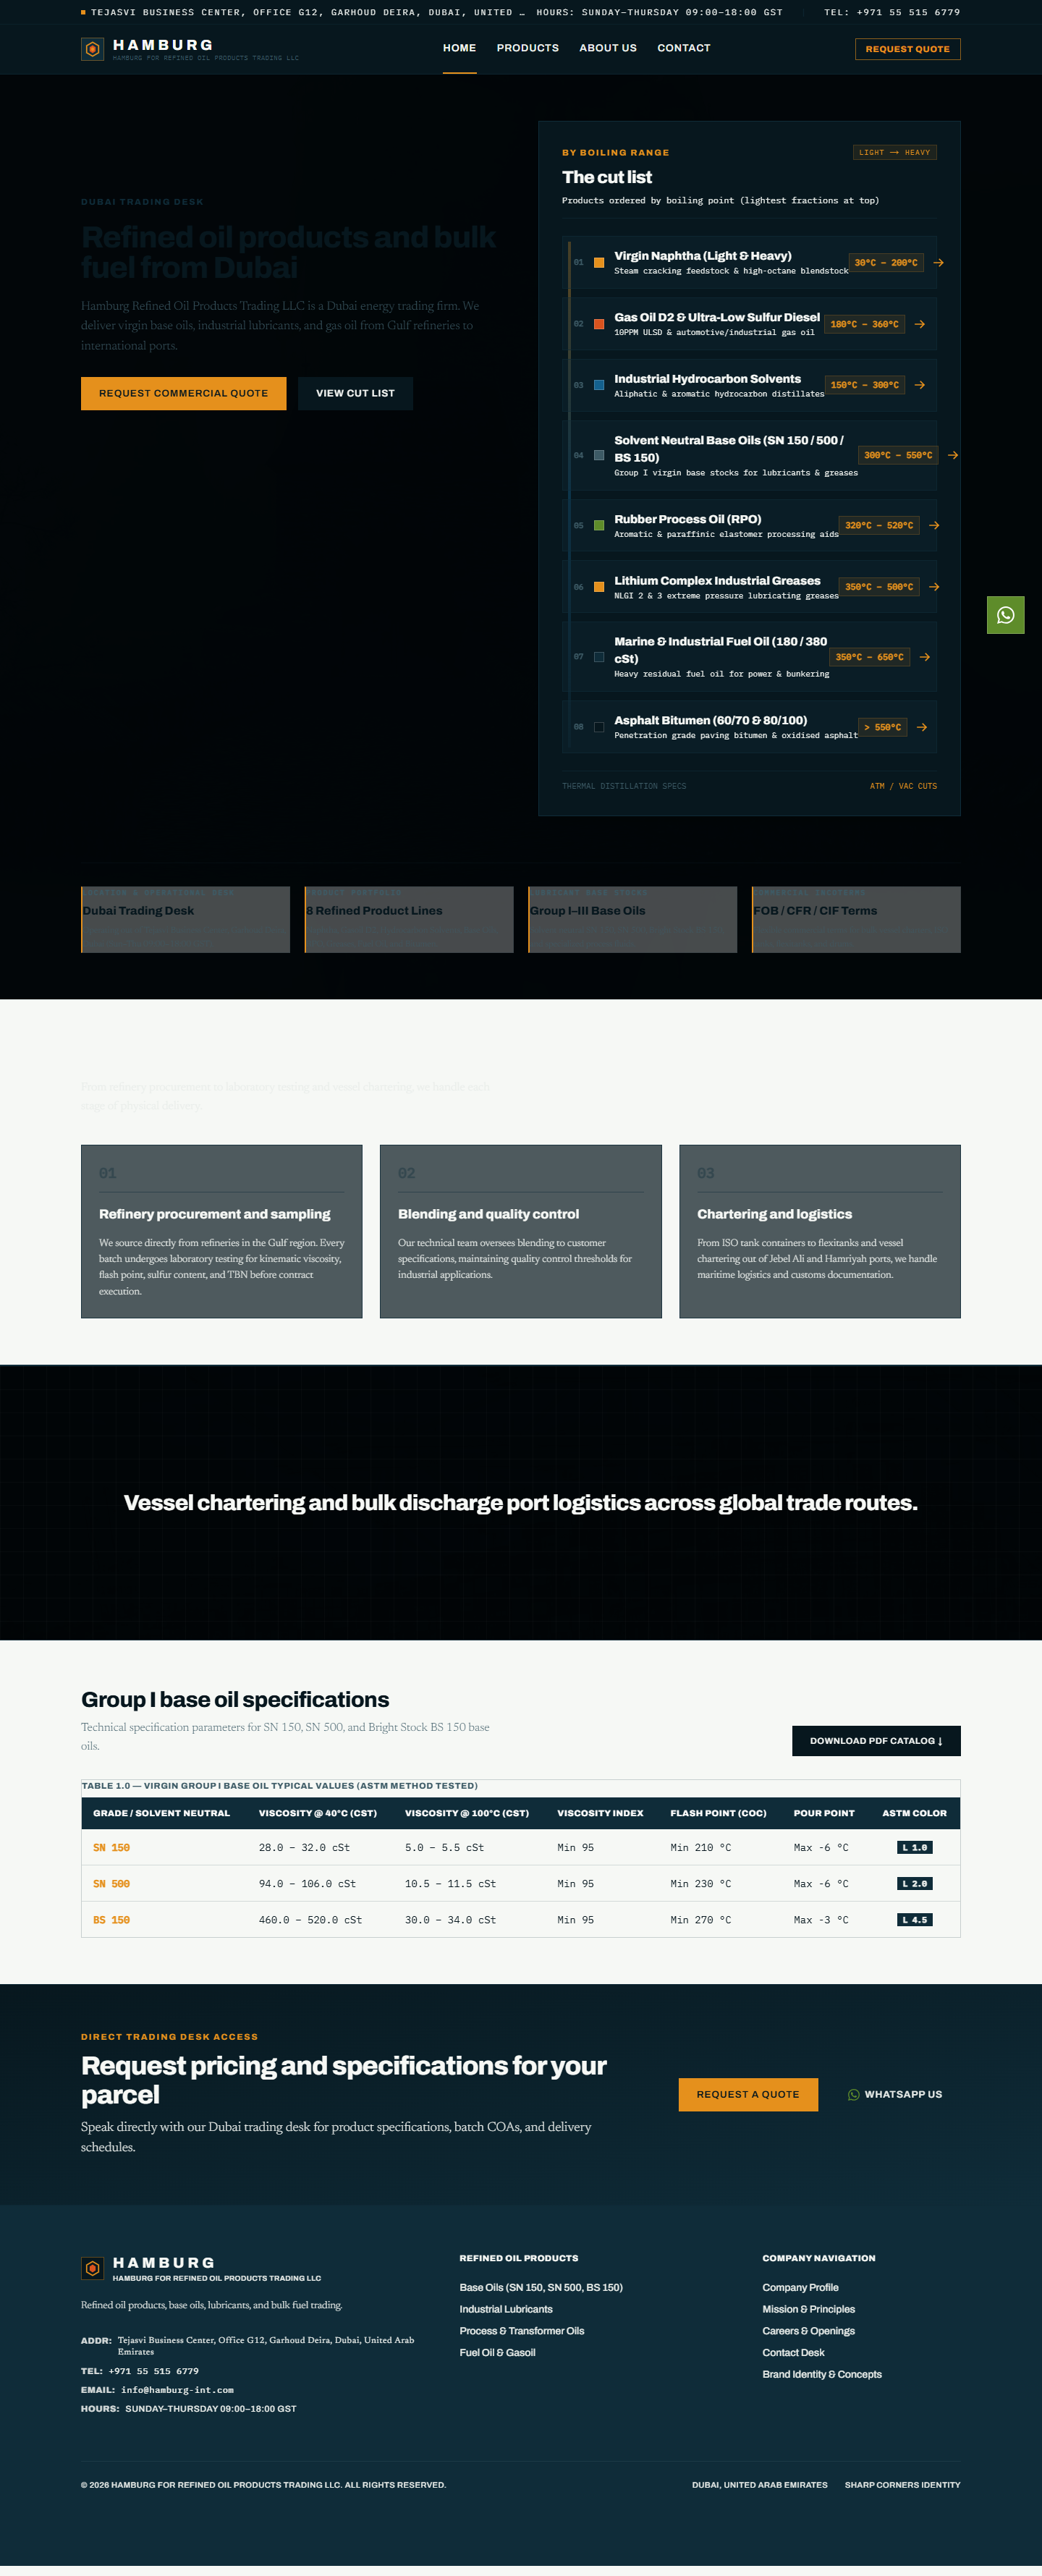 TEJASVI BUSINESS CENTER, OFFICE G12, GARHOUD DEIRA, DUBAI, UNITED …
HOURS: SUNDAY–THURSDAY 09:00–18:00 GST
TEL: +971 55 515 6779
HAMBURG
HAMBURG FOR REFINED OIL PRODUCTS TRADING LLC
HOME
PRODUCTS
ABOUT US
CONTACT
REQUEST QUOTE
DUBAI TRADING DESK
Refined oil products and bulk
fuel from Dubai
Hamburg Refined Oil Products Trading LLC is a Dubai energy trading firm. We
deliver virgin base oils, industrial lubricants, and gas oil from Gulf refineries to
international ports.
REQUEST COMMERCIAL QUOTE
VIEW CUT LIST
BY BOILING RANGE
LIGHT → HEAVY
The cut list
Products ordered by boiling point (lightest fractions at top)
01
Virgin Naphtha (Light & Heavy)
Steam cracking feedstock & high-octane blendstock
30°C – 200°C →
02
Gas Oil D2 & Ultra-Low Sulfur Diesel
10PPM ULSD & automotive/industrial gas oil
180°C – 360°C →
03
Industrial Hydrocarbon Solvents
Aliphatic & aromatic hydrocarbon distillates
150°C – 300°C →
04
Solvent Neutral Base Oils (SN 150 / 500 /
BS 150)
Group I virgin base stocks for lubricants & greases
300°C – 550°C →
05
Rubber Process Oil (RPO)
Aromatic & paraffinic elastomer processing aids
320°C – 520°C →
06
Lithium Complex Industrial Greases
NLGI 2 & 3 extreme pressure lubricating greases
350°C – 500°C →
07
Marine & Industrial Fuel Oil (180 / 380
cSt)
Heavy residual fuel oil for power & bunkering
350°C – 650°C →
08
Asphalt Bitumen (60/70 & 80/100)
Penetration grade paving bitumen & oxidised asphalt
> 550°C →
THERMAL DISTILLATION SPECS
ATM / VAC CUTS
Dubai Trading Desk
8 Refined Product Lines
Group I–III Base Oils
FOB / CFR / CIF Terms
From refinery procurement to laboratory testing and vessel chartering, we handle each
stage of physical delivery.
01
Refinery procurement and sampling
We source directly from refineries in the Gulf region. Every
batch undergoes laboratory testing for kinematic viscosity,
flash point, sulfur content, and TBN before contract
execution.
02
Blending and quality control
Our technical team oversees blending to customer
specifications, maintaining quality control thresholds for
industrial applications.
03
Chartering and logistics
From ISO tank containers to flexitanks and vessel
chartering out of Jebel Ali and Hamriyah ports, we handle
maritime logistics and customs documentation.
Vessel chartering and bulk discharge port logistics across global trade routes.
Group I base oil specifications
Technical specification parameters for SN 150, SN 500, and Bright Stock BS 150 base
oils.
DOWNLOAD PDF CATALOG ↓
TABLE 1.0 — VIRGIN GROUP I BASE OIL TYPICAL VALUES (ASTM METHOD TESTED)
GRADE / SOLVENT NEUTRAL VISCOSITY @ 40°C (CST) VISCOSITY @ 100°C (CST) VISCOSITY INDEX FLASH POINT (COC) POUR POINT ASTM COLOR
SN 150 28.0 – 32.0 cSt 5.0 – 5.5 cSt Min 95 Min 210 °C Max -6 °C L 1.0
SN 500 94.0 – 106.0 cSt 10.5 – 11.5 cSt Min 95 Min 230 °C Max -6 °C L 2.0
BS 150 460.0 – 520.0 cSt 30.0 – 34.0 cSt Min 95 Min 270 °C Max -3 °C L 4.5
DIRECT TRADING DESK ACCESS
Request pricing and specifications for your
parcel
Speak directly with our Dubai trading desk for product specifications, batch COAs, and delivery
schedules.
REQUEST A QUOTE
WHATSAPP US
HAMBURG
HAMBURG FOR REFINED OIL PRODUCTS TRADING LLC
Refined oil products, base oils, lubricants, and bulk fuel trading.
ADDR: Tejasvi Business Center, Office G12, Garhoud Deira, Dubai, United Arab
Emirates
TEL: +971 55 515 6779
EMAIL: info@hamburg-int.com
HOURS: SUNDAY–THURSDAY 09:00–18:00 GST
REFINED OIL PRODUCTS
Base Oils (SN 150, SN 500, BS 150)
Industrial Lubricants
Process & Transformer Oils
Fuel Oil & Gasoil
COMPANY NAVIGATION
Company Profile
Mission & Principles
Careers & Openings
Contact Desk
Brand Identity & Concepts
© 2026 HAMBURG FOR REFINED OIL PRODUCTS TRADING LLC. ALL RIGHTS RESERVED.
DUBAI, UNITED ARAB EMIRATES
SHARP CORNERS IDENTITY